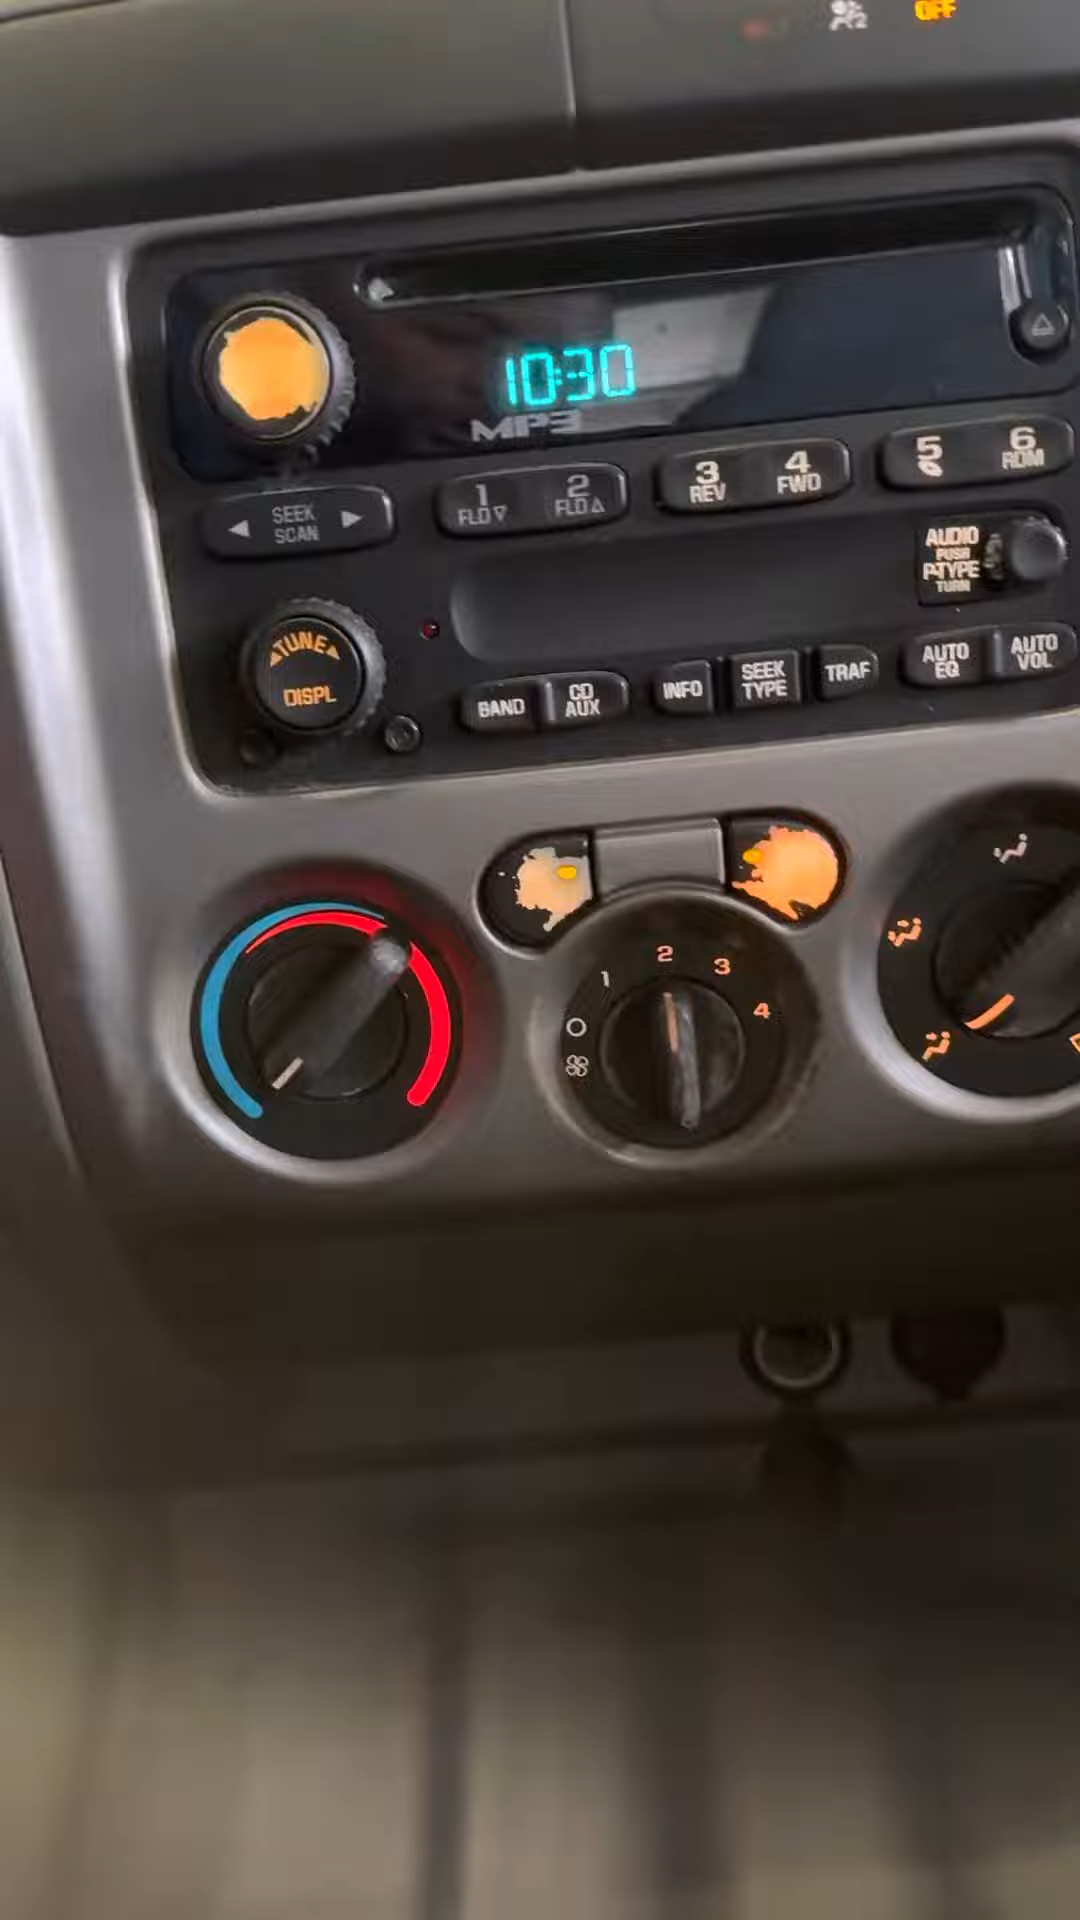 OFF
10:30
MP3
SEEK
SCAN
1
FLD
2
FLD
3
REV
4
FWD
5
6
RDM
AUDIO
PUSH
P-TYPE
TURN
TUNE
DISPL
BAND
CD
AUX
INFO
SEEK
TYPE
TRAF
AUTO
EQ
AUTO
VOL
1
2
3
4